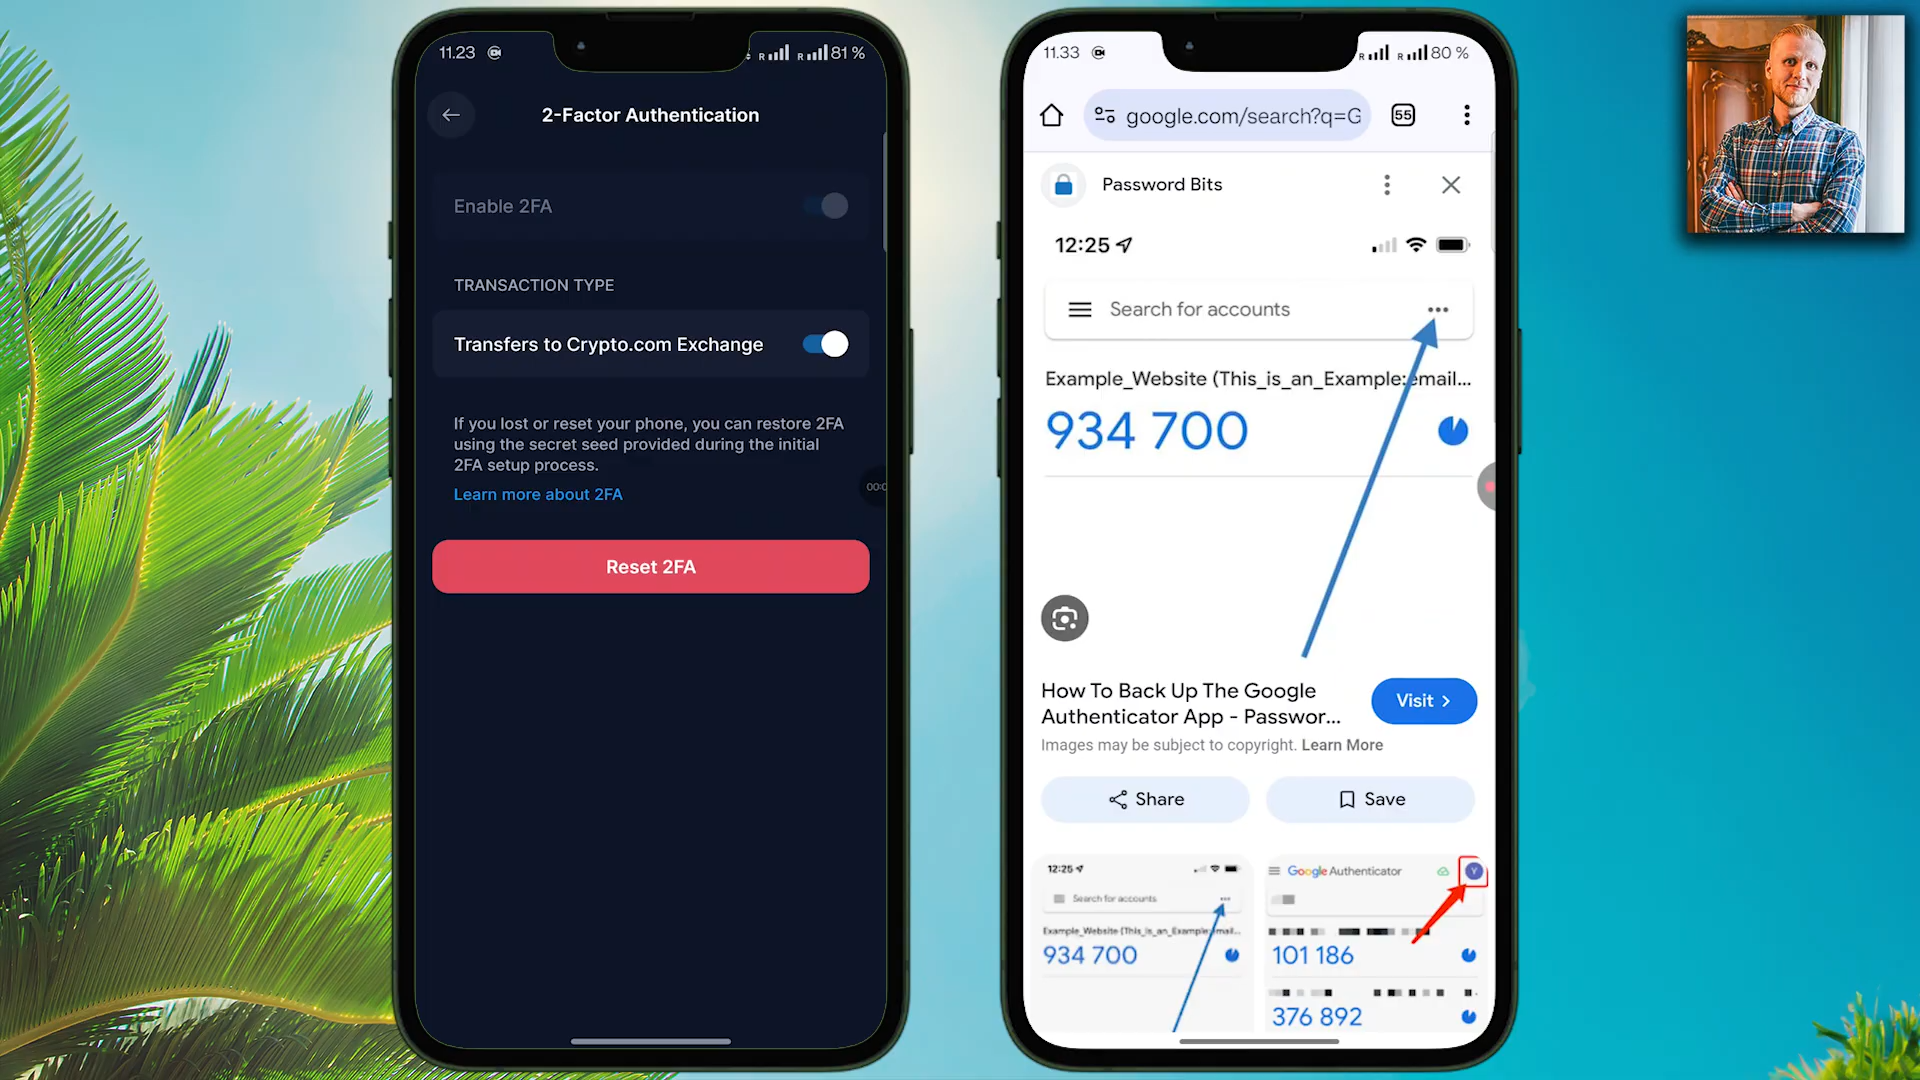 11.23
R
R
81 %
2-Factor Authentication
Enable 2FA
TRANSACTION TYPE
Transfers to Crypto.com Exchange
If you lost or reset your phone, you can restore 2FA
using the secret seed provided during the initial
2FA setup process.
Learn more about 2FA
00:0
Reset 2FA
11.33
R
R
80 %
google.com/search?q=G
55
Password Bits
12:25
Search for accounts
Example_Website (This_is_an_Example:email...
934 700
How To Back Up The Google
Authenticator App - Passwor...
Visit
Images may be subject to copyright. Learn More
Share
Save
12:25
Search for accounts
Example_Website (This_is_an_Example:email...
934 700
Google Authenticator
Y
101 186
376 892